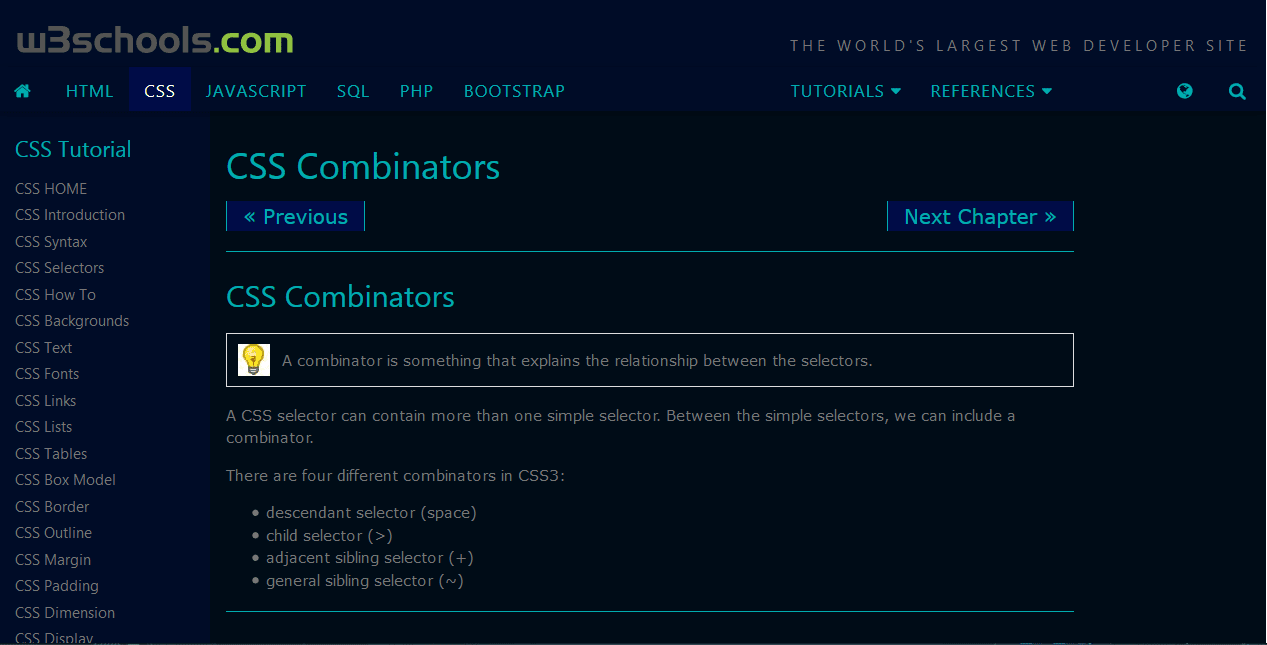 w3schools.com
THE WORLD'S LARGEST WEB DEVELOPER SITE
HTML CSS JAVASCRIPT SQL PHP BOOTSTRAP TUTORIALS REFERENCES
CSS Tutorial
CSS HOME
CSS Introduction
CSS Syntax
CSS Selectors
CSS How To
CSS Backgrounds
CSS Text
CSS Fonts
CSS Links
CSS Lists
CSS Tables
CSS Box Model
CSS Border
CSS Outline
CSS Margin
CSS Padding
CSS Dimension
CSS Display
CSS Combinators
« Previous
Next Chapter »
CSS Combinators
A combinator is something that explains the relationship between the selectors.
A CSS selector can contain more than one simple selector. Between the simple selectors, we can include a
combinator.
There are four different combinators in CSS3:
• descendant selector (space)
• child selector (>)
• adjacent sibling selector (+)
• general sibling selector (~)